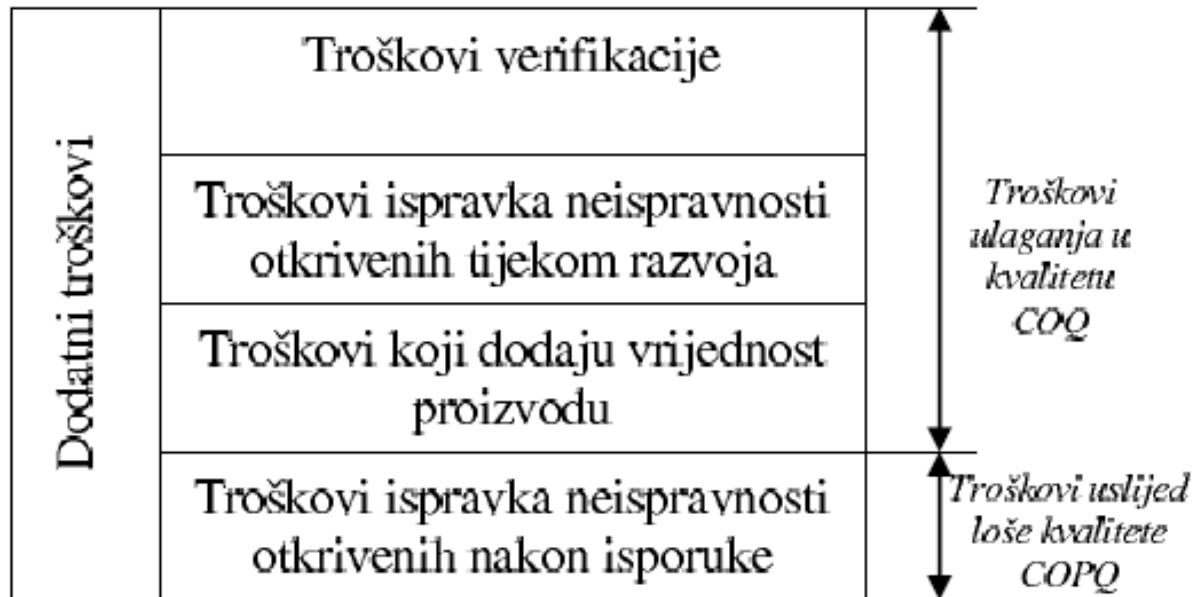 Dodatni troškovi
Troškovi verifikacije
Troškovi ispravka neispravnosti
otkrivenih tijekom razvoja
Troškovi koji dodaju vrijednost
proizvodu
Troškovi ispravka neispravnosti
otkrivenih nakon isporuke
Troškovi
ulaganja u
kvalitetu
COQ
Troškovi uslijed
loše kvalitete
COPQ